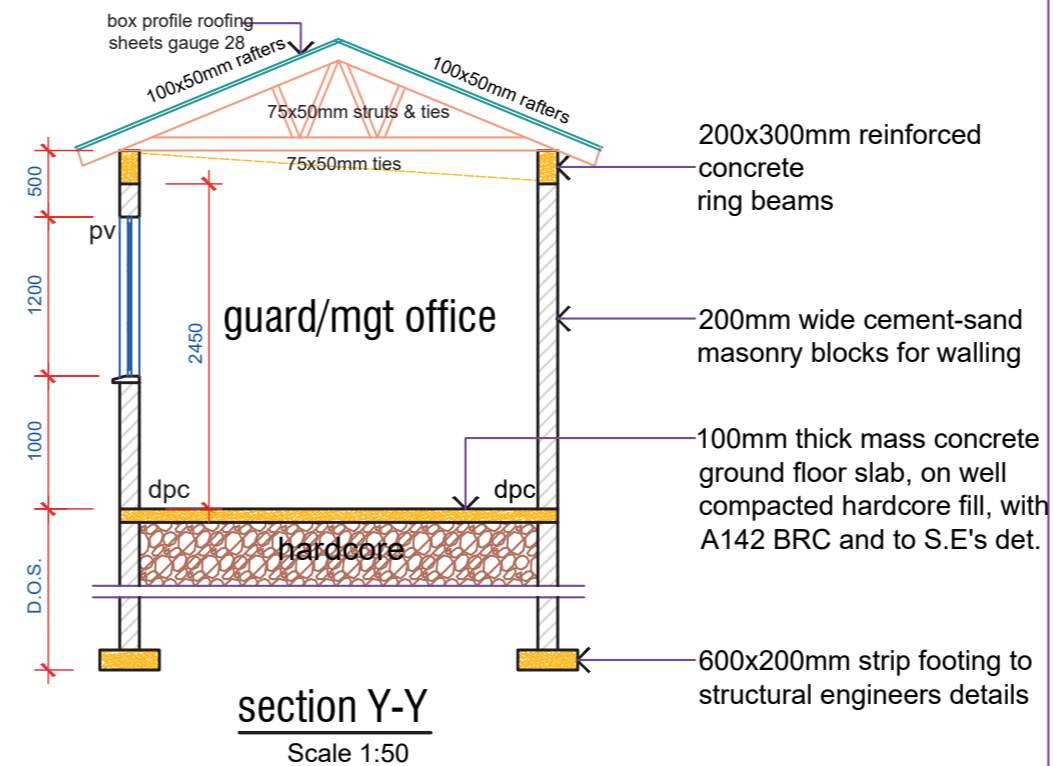 box profile roofing
sheets gauge 28
100x50mm rafters
100x50mm rafters
75x50mm struts & ties
75x50mm ties
200x300mm reinforced
concrete
ring beams
500
pv
1200
2450
guard/mgt office
200mm wide cement-sand
masonry blocks for walling
1000
100mm thick mass concrete
ground floor slab, on well
compacted hardcore fill, with
A142 BRC and to S.E's det.
dpc
dpc
hardcore
D.O.S.
600x200mm strip footing to
structural engineers details
section Y-Y
Scale 1:50